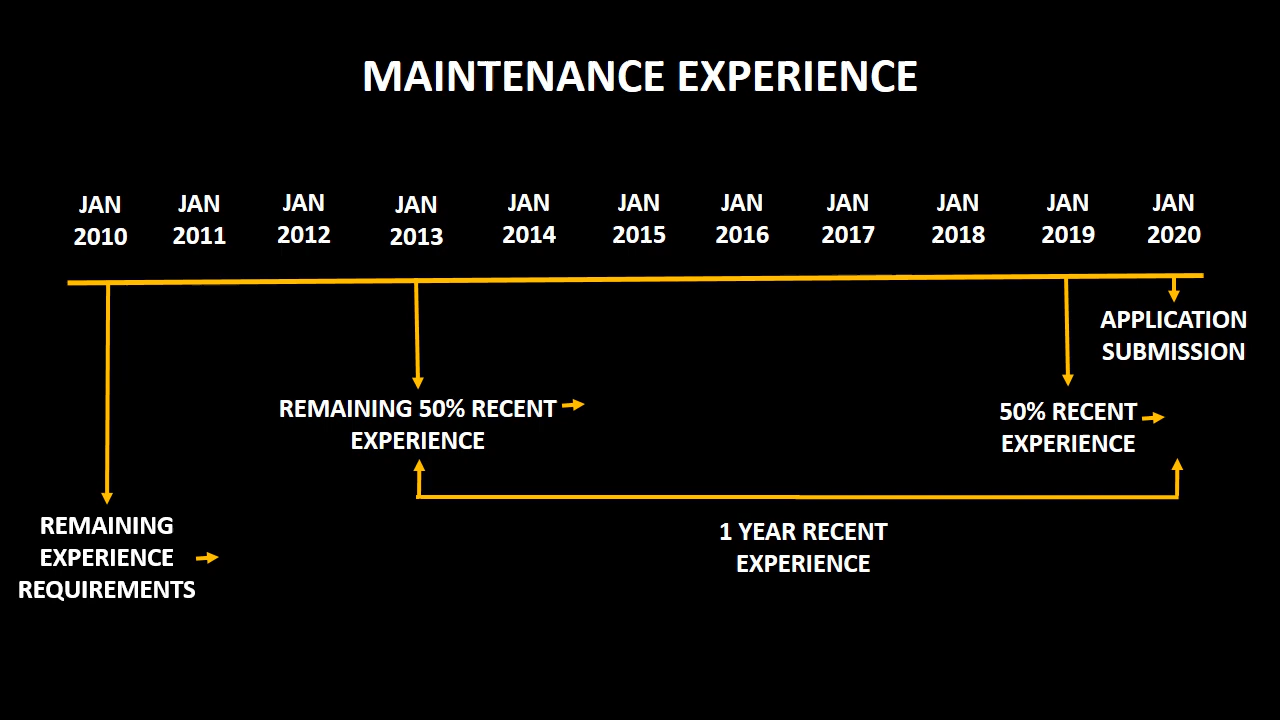 MAINTENANCE EXPERIENCE
JAN 2010
JAN 2011
JAN 2012
JAN 2013
JAN 2014
JAN 2015
JAN 2016
JAN 2017
JAN 2018
JAN 2019
JAN 2020
APPLICATION
SUBMISSION
REMAINING 50% RECENT
EXPERIENCE
50% RECENT
EXPERIENCE
REMAINING
EXPERIENCE
REQUIREMENTS
1 YEAR RECENT
EXPERIENCE